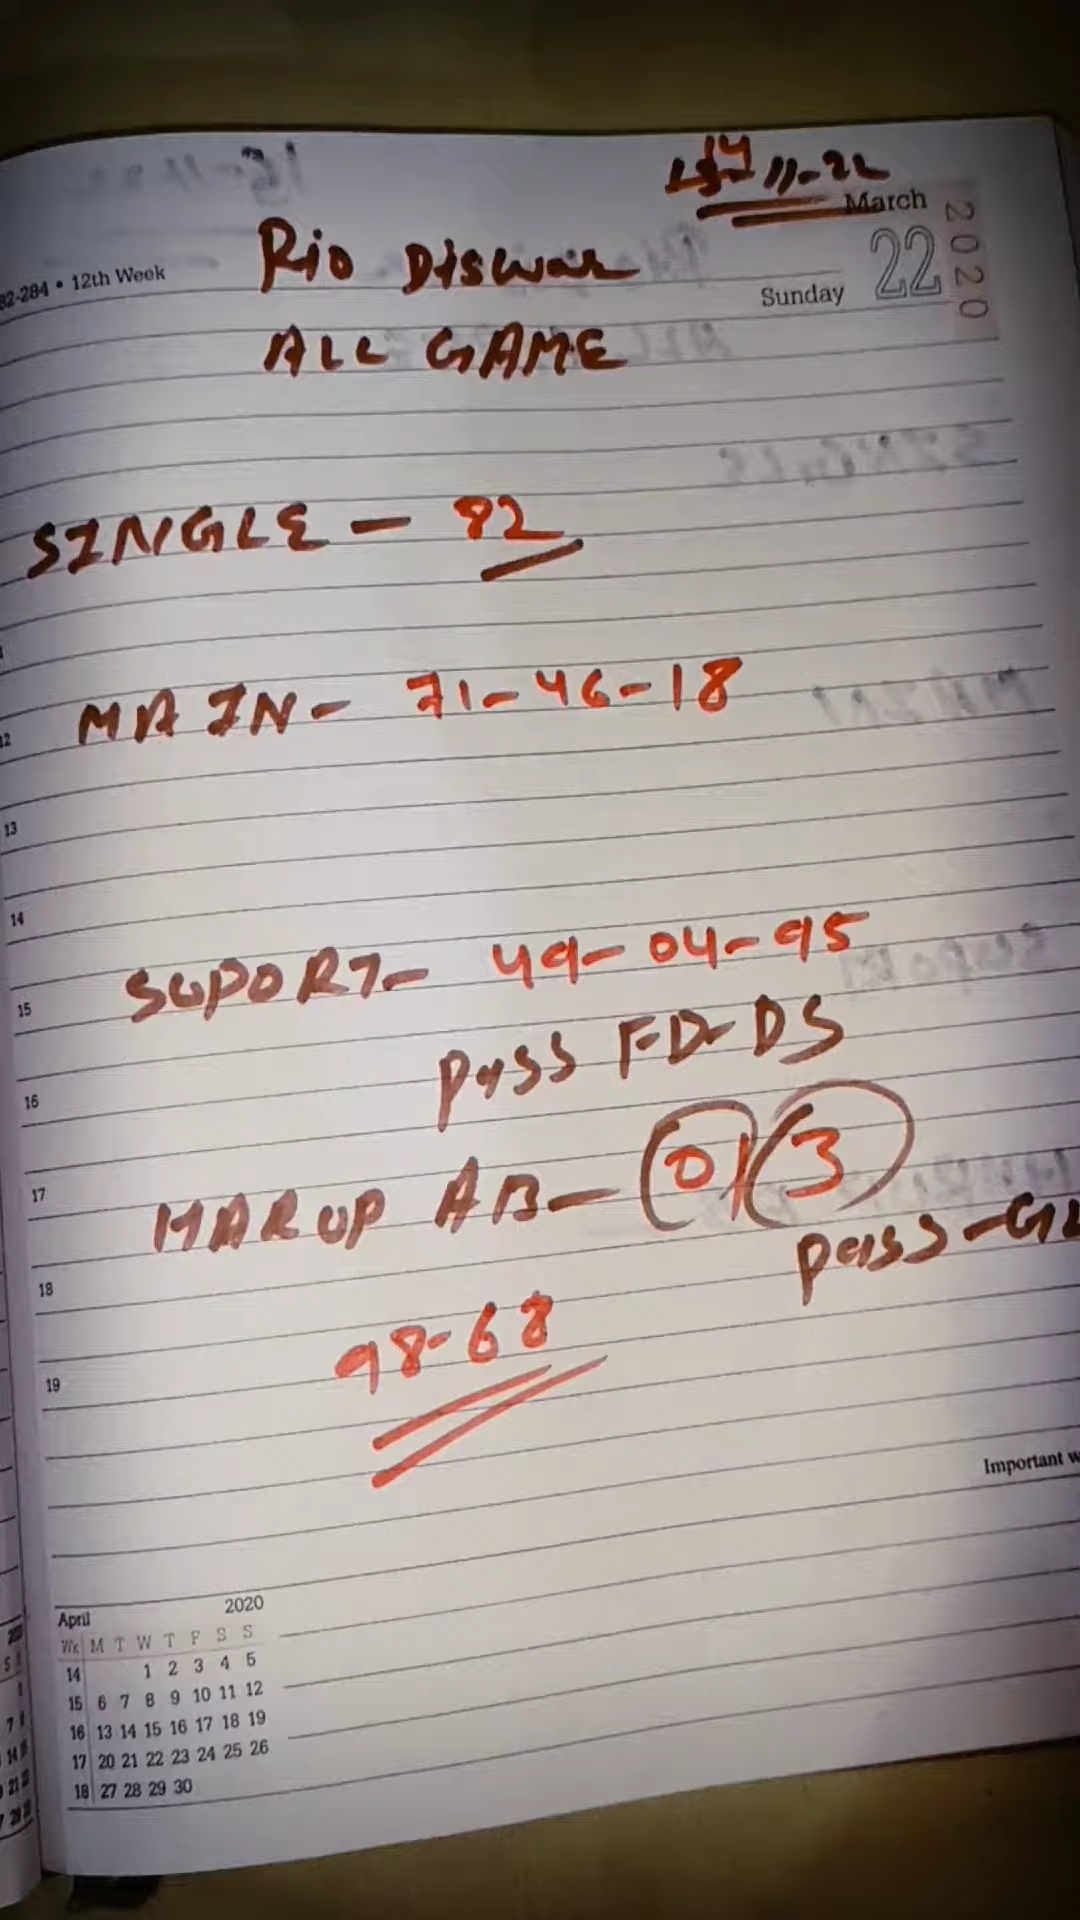 11-22
March
22
2020
Sunday
82-284 • 12th Week
Rio Diswar
ALL GAME
SINGLE - 82
MAIN - 71-46-18
12
13
14
SUPORT - 49-04-95
15
pass FD-DS
16
HARUP AB - 0 3
17
pass-G
18
98-68
19
Important w
April 2020
Wk M T W T F S S
14 1 2 3 4 5
15 6 7 8 9 10 11 12
16 13 14 15 16 17 18 19
17 20 21 22 23 24 25 26
18 27 28 29 30